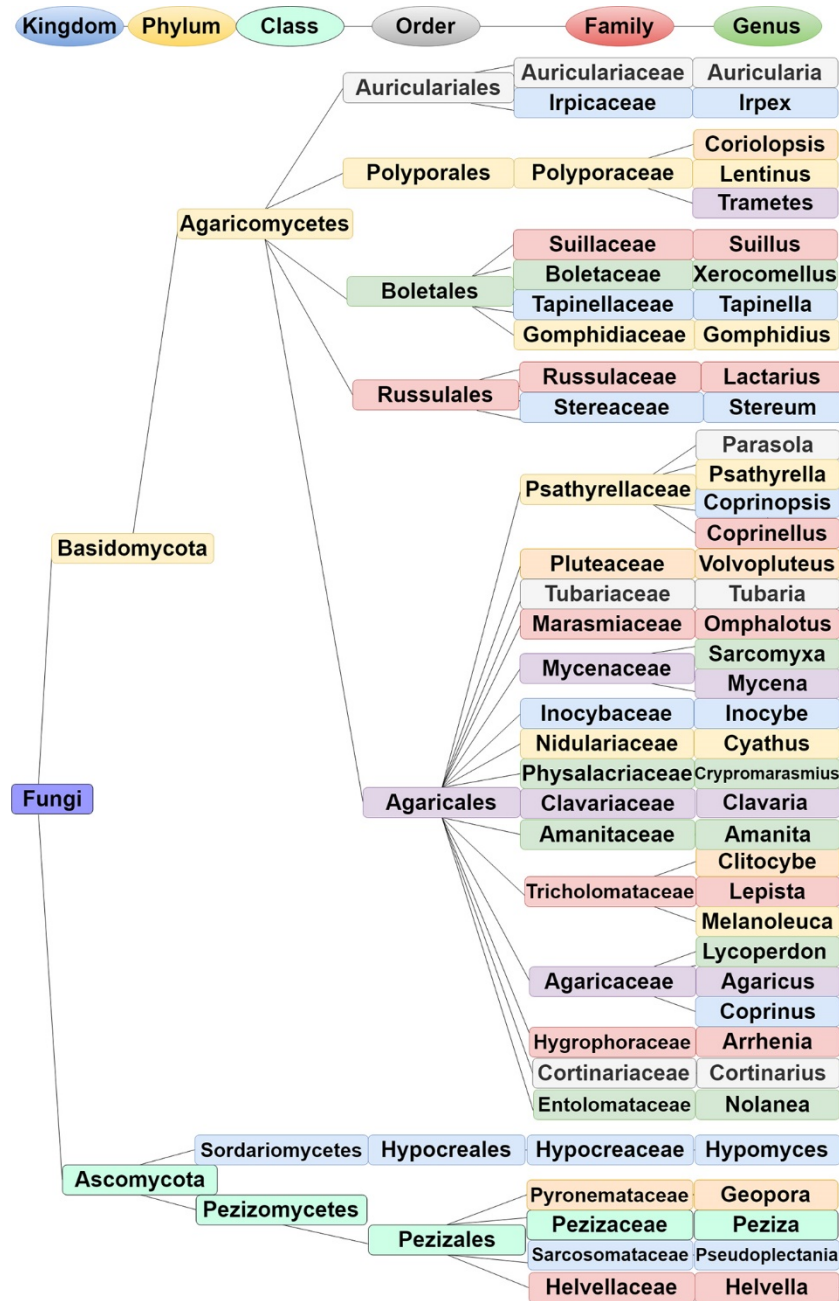 Kingdom Phylum Class Order Family Genus
Auriculariales
Auriculariaceae Auricularia
Irpicaceae Irpex
Polyporales Polyporaceae
Coriolopsis
Lentinus
Trametes
Agaricomycetes
Boletales
Suillaceae Suillus
Boletaceae Xerocomellus
Tapinellaceae Tapinella
Gomphidiaceae Gomphidius
Russulales
Russulaceae Lactarius
Stereaceae Stereum
Psathyrellaceae
Parasola
Psathyrella
Coprinopsis
Coprinellus
Basidomycota
Pluteaceae Volvopluteus
Tubariaceae Tubaria
Marasmiaceae Omphalotus
Mycenaceae
Sarcomyxa
Mycena
Inocybaceae Inocybe
Nidulariaceae Cyathus
Physalacriaceae Crypromarasmius
Fungi
Agaricales
Clavariaceae Clavaria
Amanitaceae Amanita
Tricholomataceae
Clitocybe
Lepista
Melanoleuca
Agaricaceae
Lycoperdon
Agaricus
Coprinus
Hygrophoraceae Arrhenia
Cortinariaceae Cortinarius
Entolomataceae Nolanea
Ascomycota
Sordariomycetes Hypocreales Hypocreaceae Hypomyces
Pezizomycetes
Pezizales
Pyronemataceae Geopora
Pezizaceae Peziza
Sarcosomataceae Pseudoplectania
Helvellaceae Helvella